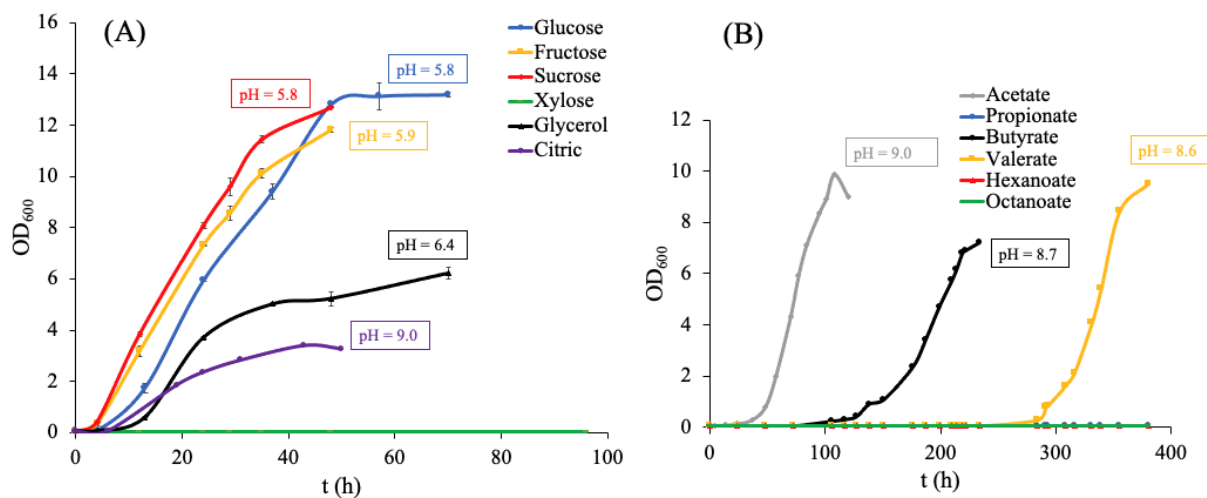 (A)
16
14
12
10
8
6
4
2
0
OD600
0 20 40 60 80 100
t (h)
Glucose
Fructose
Sucrose
Xylose
Glycerol
Citric
pH = 5.8
pH = 5.8
pH = 5.9
pH = 6.4
pH = 9.0
(B)
Acetate
Propionate
Butyrate
Valerate
Hexanoate
Octanoate
12
10
8
6
4
2
0
OD600
0 100 200 300 400
t (h)
pH = 9.0
pH = 8.6
pH = 8.7